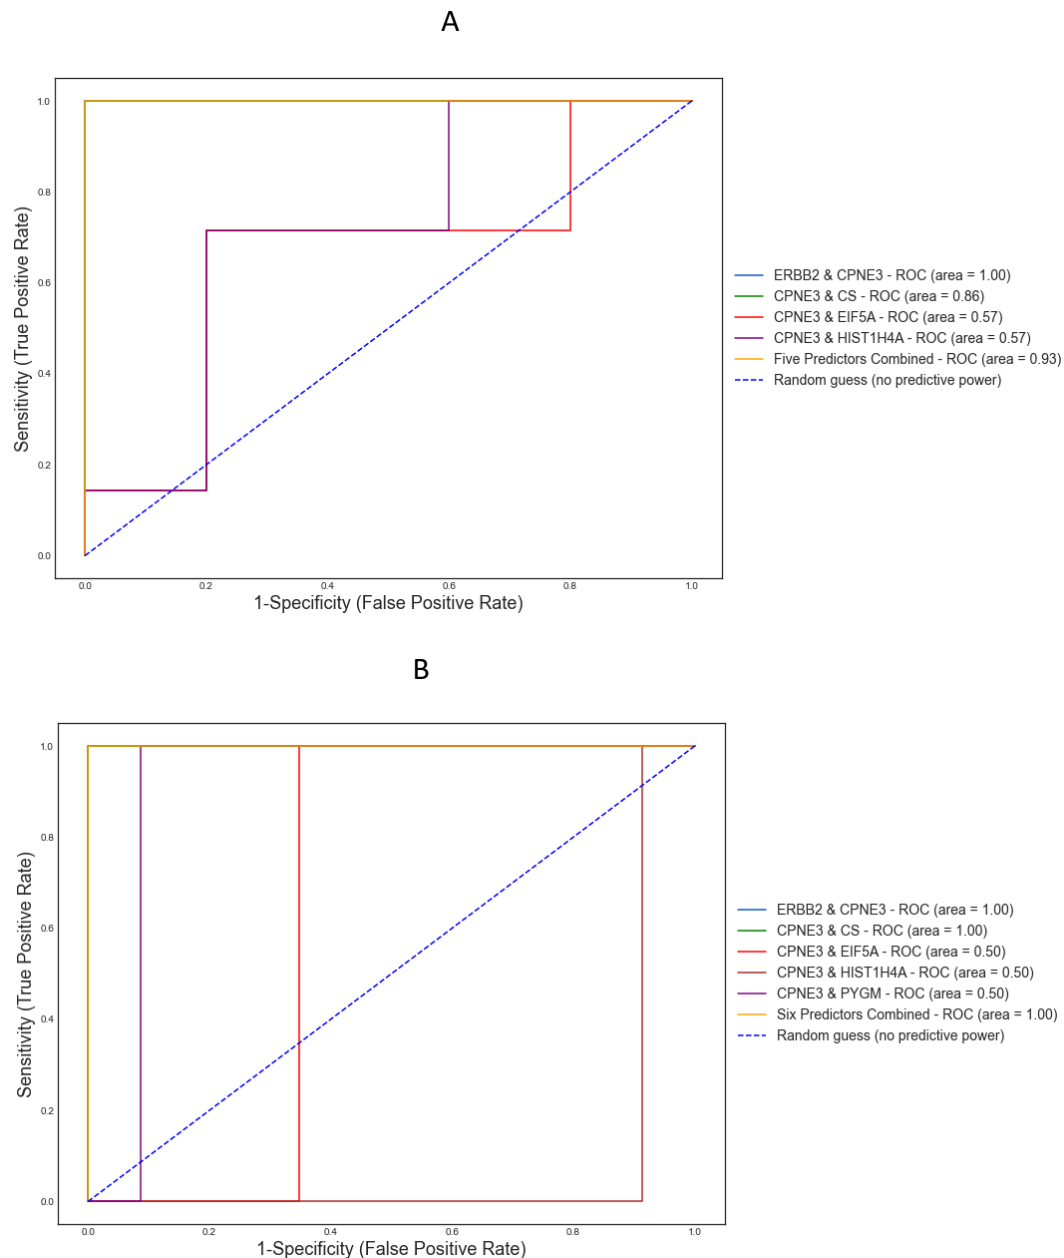 A
1.0
0.8
0.6
0.4
0.2
0.0
Sensitivity (True Positive Rate)
0.0 0.2 0.4 0.6 0.8 1.0
1-Specificity (False Positive Rate)
ERBB2 & CPNE3 - ROC (area = 1.00)
CPNE3 & CS - ROC (area = 0.86)
CPNE3 & EIF5A - ROC (area = 0.57)
CPNE3 & HIST1H4A - ROC (area = 0.57)
Five Predictors Combined - ROC (area = 0.93)
Random guess (no predictive power)
B
1.0
0.8
0.6
0.4
0.2
0.0
Sensitivity (True Positive Rate)
0.0 0.2 0.4 0.6 0.8 1.0
1-Specificity (False Positive Rate)
ERBB2 & CPNE3 - ROC (area = 1.00)
CPNE3 & CS - ROC (area = 1.00)
CPNE3 & EIF5A - ROC (area = 0.50)
CPNE3 & HIST1H4A - ROC (area = 0.50)
CPNE3 & PYGM - ROC (area = 0.50)
Six Predictors Combined - ROC (area = 1.00)
Random guess (no predictive power)